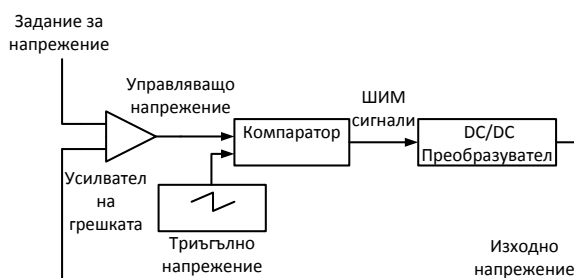 Задание за
напрежение
Управляващо
напрежение
ШИМ
сигнали
Компаратор
DC/DC
Преобразувател
Усилвател
на
грешката
Триъгълно
напрежение
Изходно
напрежение